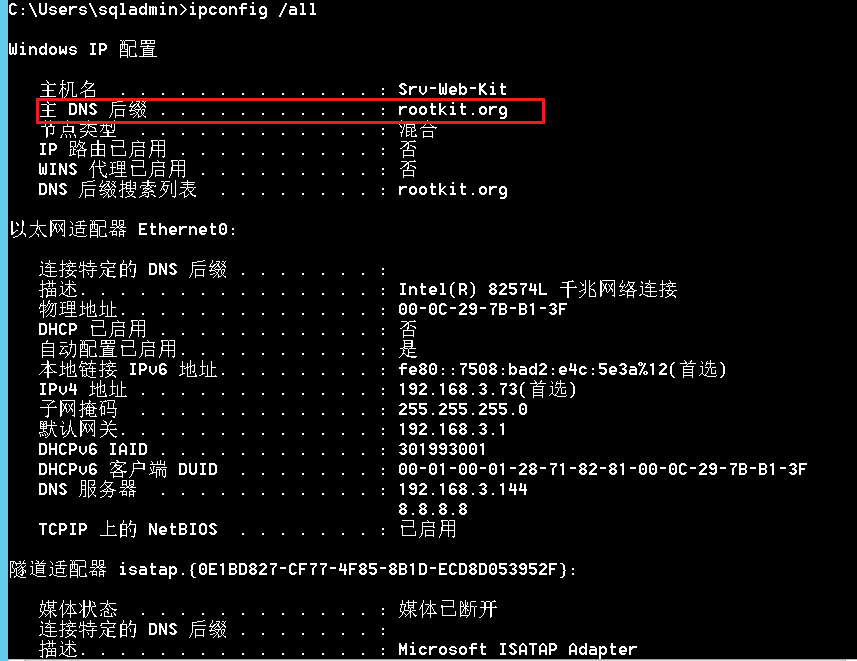 C:\Users\sqladmin>ipconfig /all
Windows IP 配置
主机名 . . . . . . . . . . . . . : Srv-Web-Kit
主 DNS 后缀 . . . . . . . . . . . : rootkit.org
节点类型 . . . . . . . . . . . . : 混合
IP 路由已启用 . . . . . . . . . . : 否
WINS 代理已启用 . . . . . . . . . : 否
DNS 后缀搜索列表 . . . . . . . . : rootkit.org
以太网适配器 Ethernet0:
连接特定的 DNS 后缀 . . . . . . . :
描述. . . . . . . . . . . . . . . : Intel(R) 82574L 千兆网络连接
物理地址. . . . . . . . . . . . . : 00-0C-29-7B-B1-3F
DHCP 已启用 . . . . . . . . . . . : 否
自动配置已启用. . . . . . . . . . : 是
本地链接 IPv6 地址. . . . . . . . : fe80::7508:bad2:e4c:5e3a%12(首选)
IPv4 地址 . . . . . . . . . . . . : 192.168.3.73(首选)
子网掩码 . . . . . . . . . . . . : 255.255.255.0
默认网关. . . . . . . . . . . . . : 192.168.3.1
DHCPv6 IAID . . . . . . . . . . . : 301993001
DHCPv6 客户端 DUID . . . . . . . : 00-01-00-01-28-71-82-81-00-0C-29-7B-B1-3F
DNS 服务器 . . . . . . . . . . . : 192.168.3.144
8.8.8.8
TCPIP 上的 NetBIOS . . . . . . . : 已启用
隧道适配器 isatap.{0E1BD827-CF77-4F85-8B1D-ECD8D053952F}:
媒体状态 . . . . . . . . . . . . : 媒体已断开
连接特定的 DNS 后缀 . . . . . . . :
描述. . . . . . . . . . . . . . . : Microsoft ISATAP Adapter